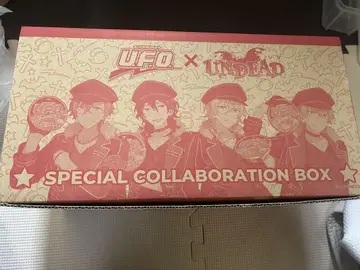 U.F.O.
×
UNDEAD
SPECIAL COLLABORATION BOX